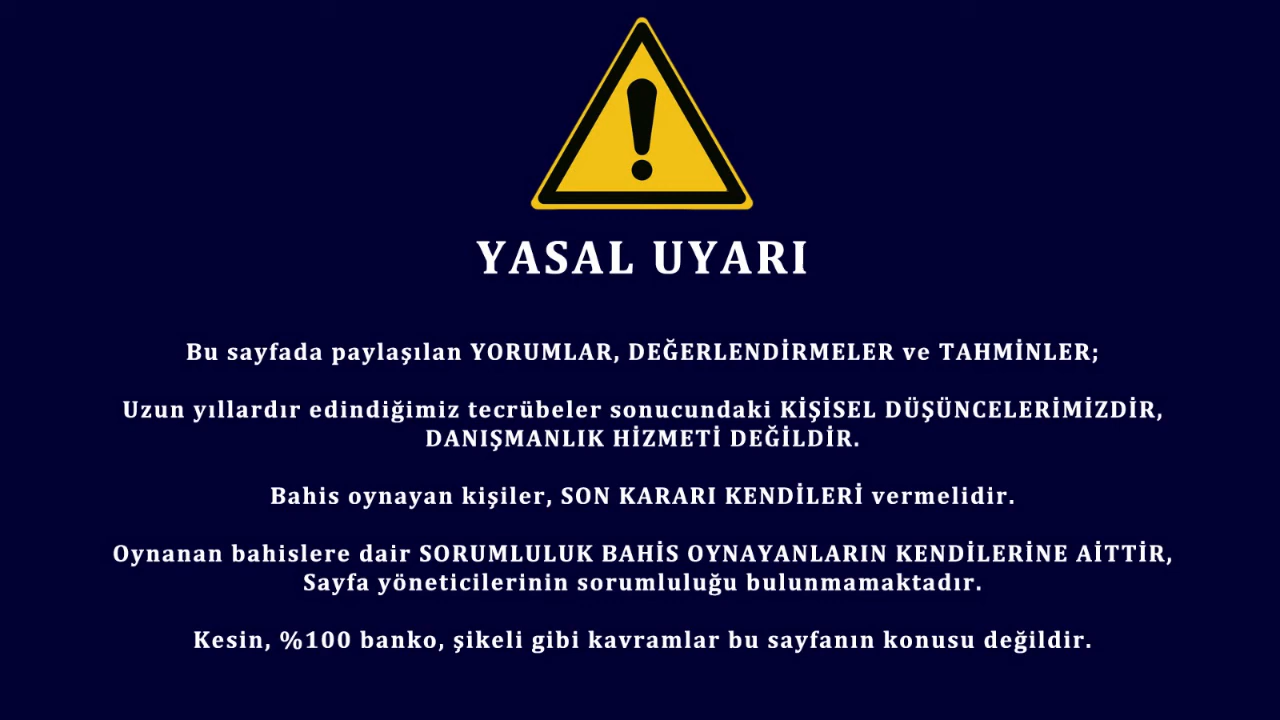 YASAL UYARI
Bu sayfada paylaşılan YORUMLAR, DEĞERLENDİRMELER ve TAHMİNLER;
Uzun yıllardır edindiğimiz tecrübeler sonucundaki KİŞİSEL DÜŞÜNCELERİMİZDİR,
DANIŞMANLIK HİZMETİ DEĞİLDİR.
Bahis oynayan kişiler, SON KARARI KENDİLERİ vermelidir.
Oynanan bahislere dair SORUMLULUK BAHİS OYNAYANLARIN KENDİLERİNE AİTTİR,
Sayfa yöneticilerinin sorumluluğu bulunmamaktadır.
Kesin, %100 banko, şikeli gibi kavramlar bu sayfanın konusu değildir.